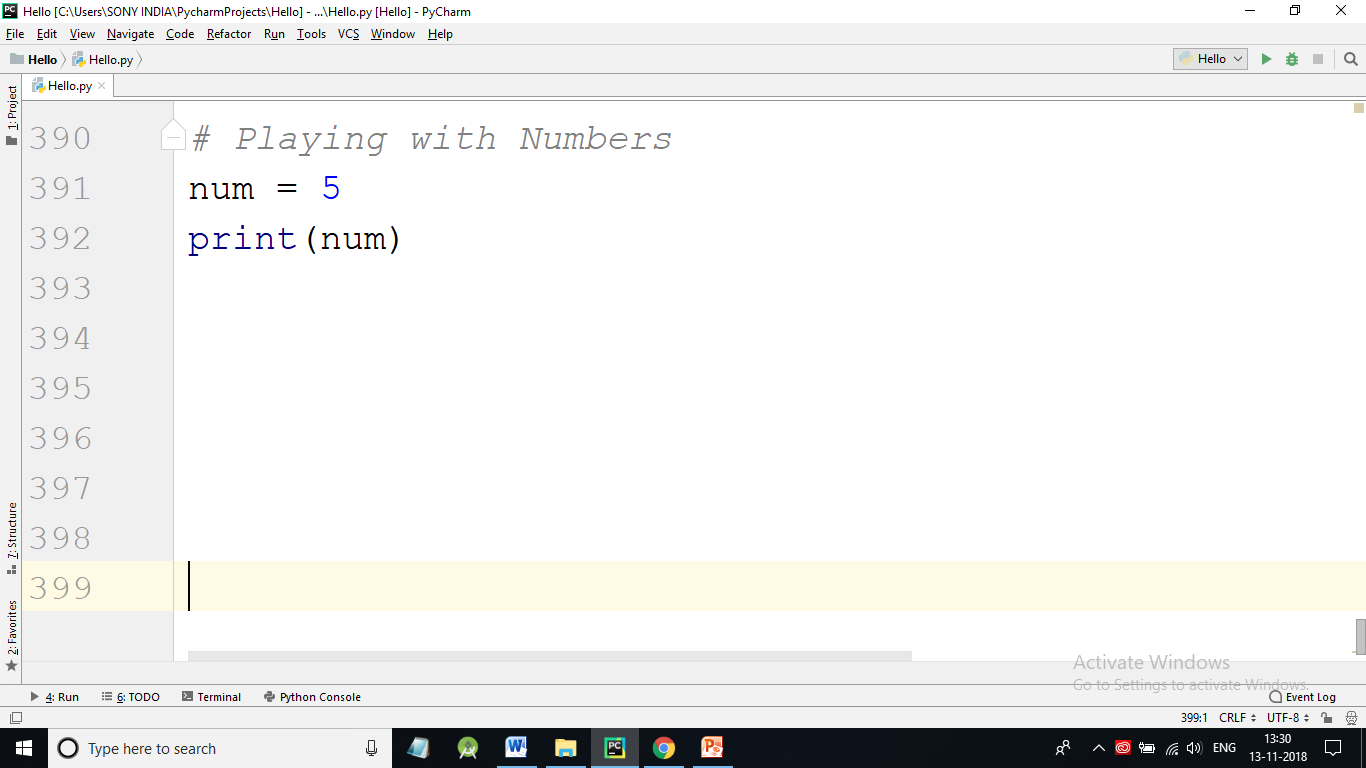 Hello [C:\Users\SONY INDIA\PycharmProjects\Hello] - ...\Hello.py [Hello] - PyCharm
File Edit View Navigate Code Refactor Run Tools VCS Window Help
Hello Hello.py Hello
Hello.py
1: Project
390 # Playing with Numbers
391 num = 5
392 print(num)
393
394
395
396
397
398
399
7: Structure
2: Favorites
Activate Windows
Go to Settings to activate Windows.
4: Run 6: TODO Terminal Python Console Event Log
399:1 CRLF UTF-8
Type here to search
ENG
13:30
13-11-2018